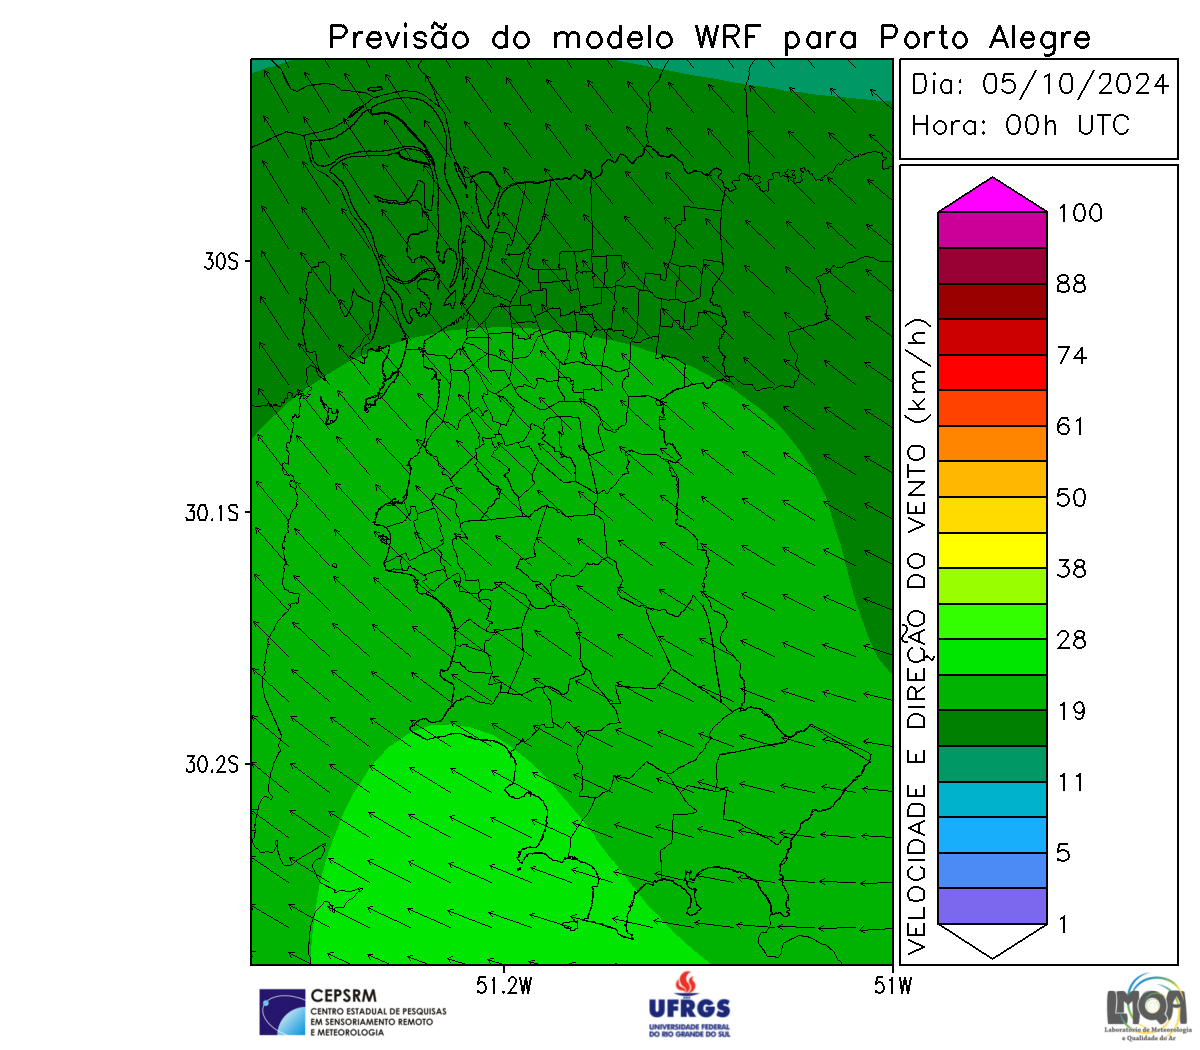 Previsão do modelo WRF para Porto Alegre
Dia: 05/10/2024
Hora: 00h UTC
100
88
74
61
50
38
28
19
11
5
1
VELOCIDADE E DIREÇÃO DO VENTO (km/h)
30S
30.1S
30.2S
51.2W
51W
CEPSRM
CENTRO ESTADUAL DE PESQUISAS
EM SENSORIAMENTO REMOTO
E METEOROLOGIA
UFRGS
UNIVERSIDADE FEDERAL
DO RIO GRANDE DO SUL
LMQA
Laboratório de Meteorologia
e Qualidade do Ar